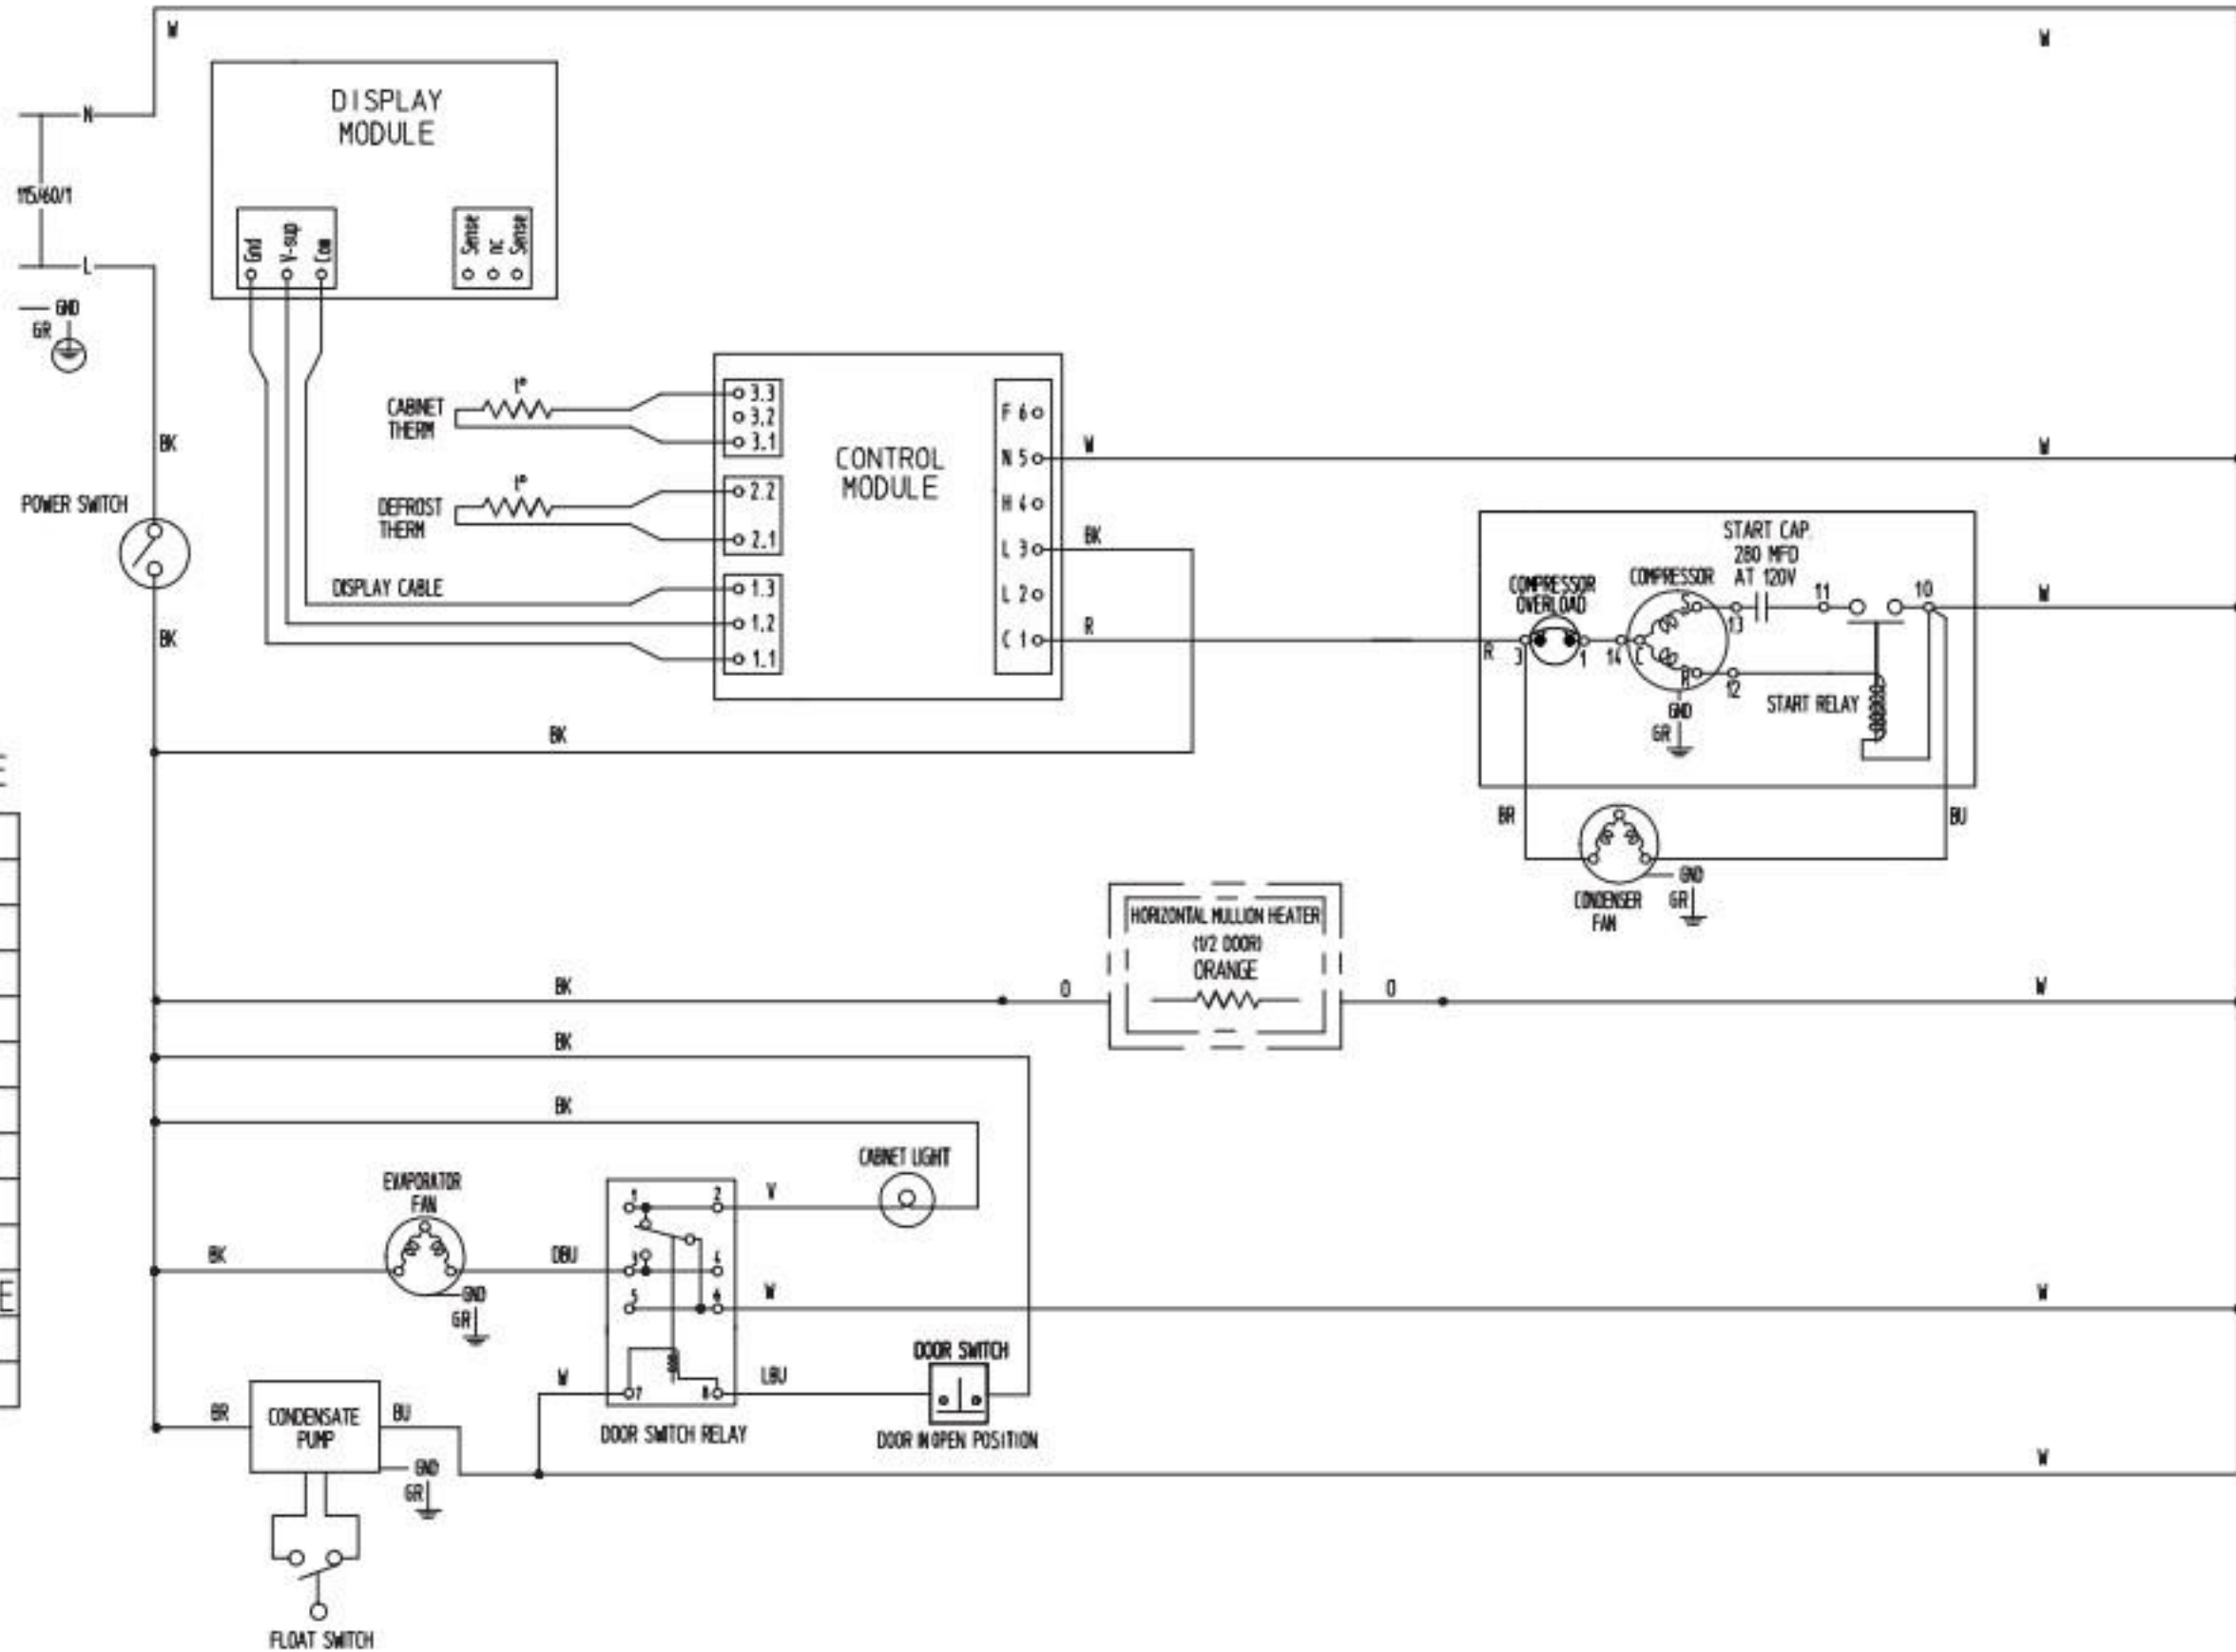 W
W
DISPLAY
MODULE
N
115/60/1
Gnd
V-sup
Com
Sense
nc
Sense
L
GND
GR
CABINET
THERM
t°
3.3
3.2
3.1
F 6
BK
CONTROL
MODULE
N 5
W
W
POWER SWITCH
DEFROST
THERM
t°
2.2
2.1
H 4
L 3
BK
START CAP.
280 MFD
AT 120V
COMPRESSOR
OVERLOAD
COMPRESSOR
11
10
W
DISPLAY CABLE
1.3
1.2
1.1
L 2
C 1
R
BK
R
3
1
14
C
S
13
R
12
START RELAY
GND
GR
BK
BR
BU
CONDENSER
FAN
GND
GR
HORIZONTAL MULLION HEATER
(1/2 DOOR)
ORANGE
BK
O
O
W
BK
BK
CABINET LIGHT
EVAPORATOR
FAN
1
2
V
BK
DBU
3
4
GND
GR
5
6
W
W
DOOR SWITCH
W
7
8
LBU
BR
CONDENSATE
PUMP
BU
DOOR SWITCH RELAY
DOOR IN OPEN POSITION
W
GND
GR
FLOAT SWITCH
E
E